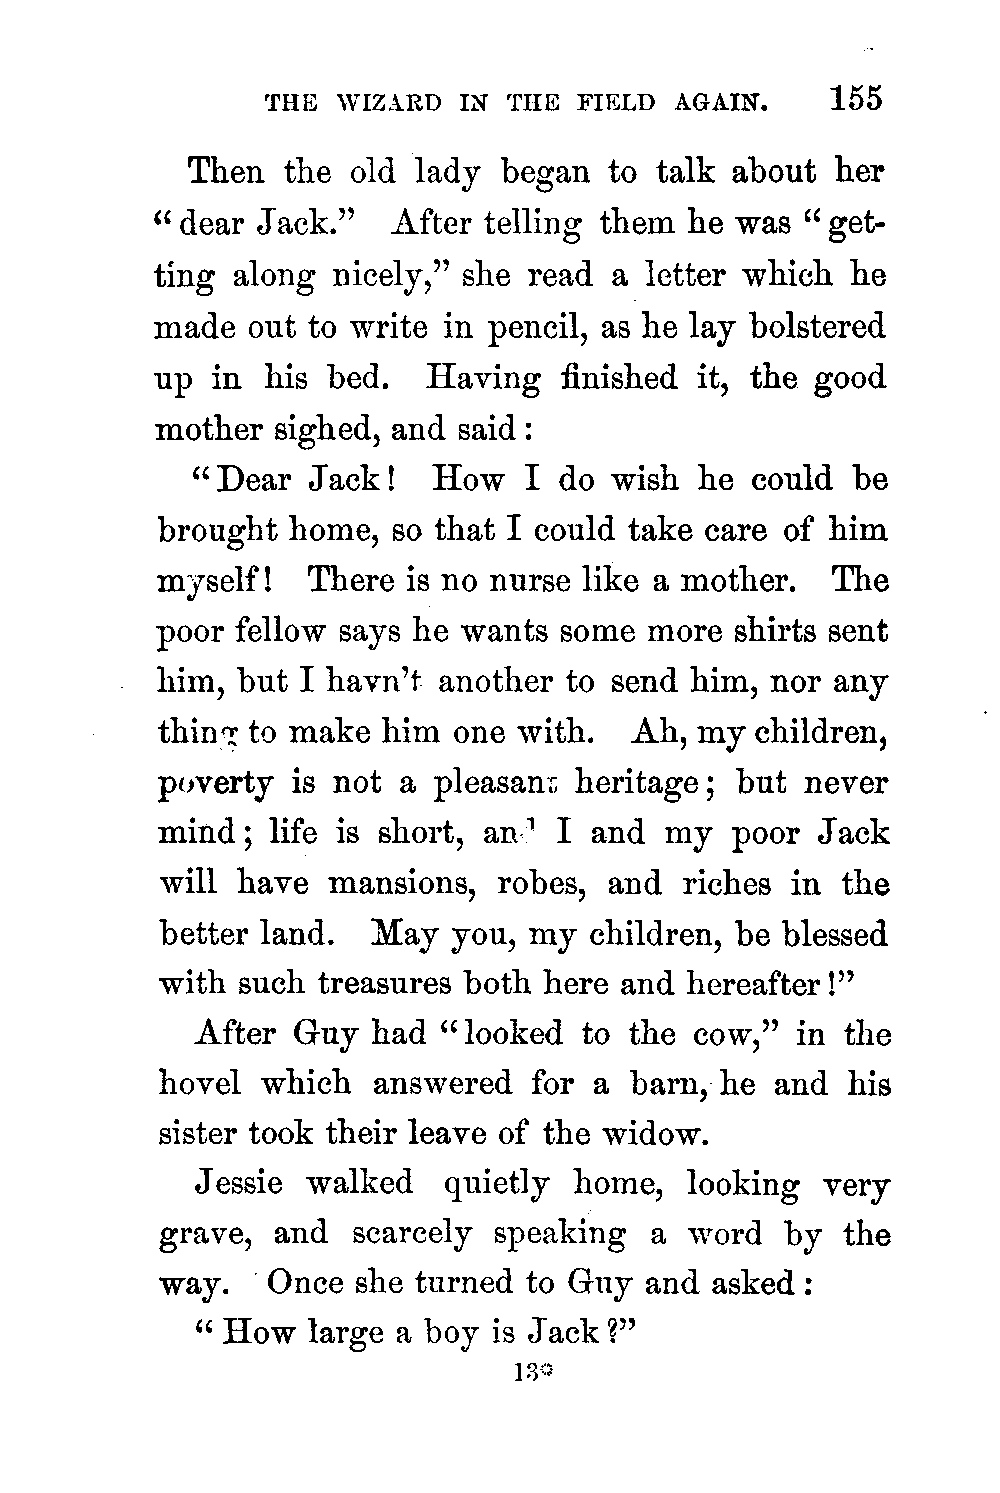 THE WIZARD IN THE FIELD AGAIN. 155
Then the old lady began to talk about her
“dear Jack.” After telling them he was “get-
ting along nicely,” she read a letter which he
made out to write in pencil, as he lay bolstered
up in his bed. Having finished it, the good
mother sighed, and said:
“Dear Jack! How I do wish he could be
brought home, so that I could take care of him
myself! There is no nurse like a mother. The
poor fellow says he wants some more shirts sent
him, but I havn’t another to send him, nor any
thing to make him one with. Ah, my children,
poverty is not a pleasant heritage; but never
mind; life is short, and I and my poor Jack
will have mansions, robes, and riches in the
better land. May you, my children, be blessed
with such treasures both here and hereafter!”
After Guy had “looked to the cow,” in the
hovel which answered for a barn, he and his
sister took their leave of the widow.
Jessie walked quietly home, looking very
grave, and scarcely speaking a word by the
way. Once she turned to Guy and asked:
“How large a boy is Jack?”
13*